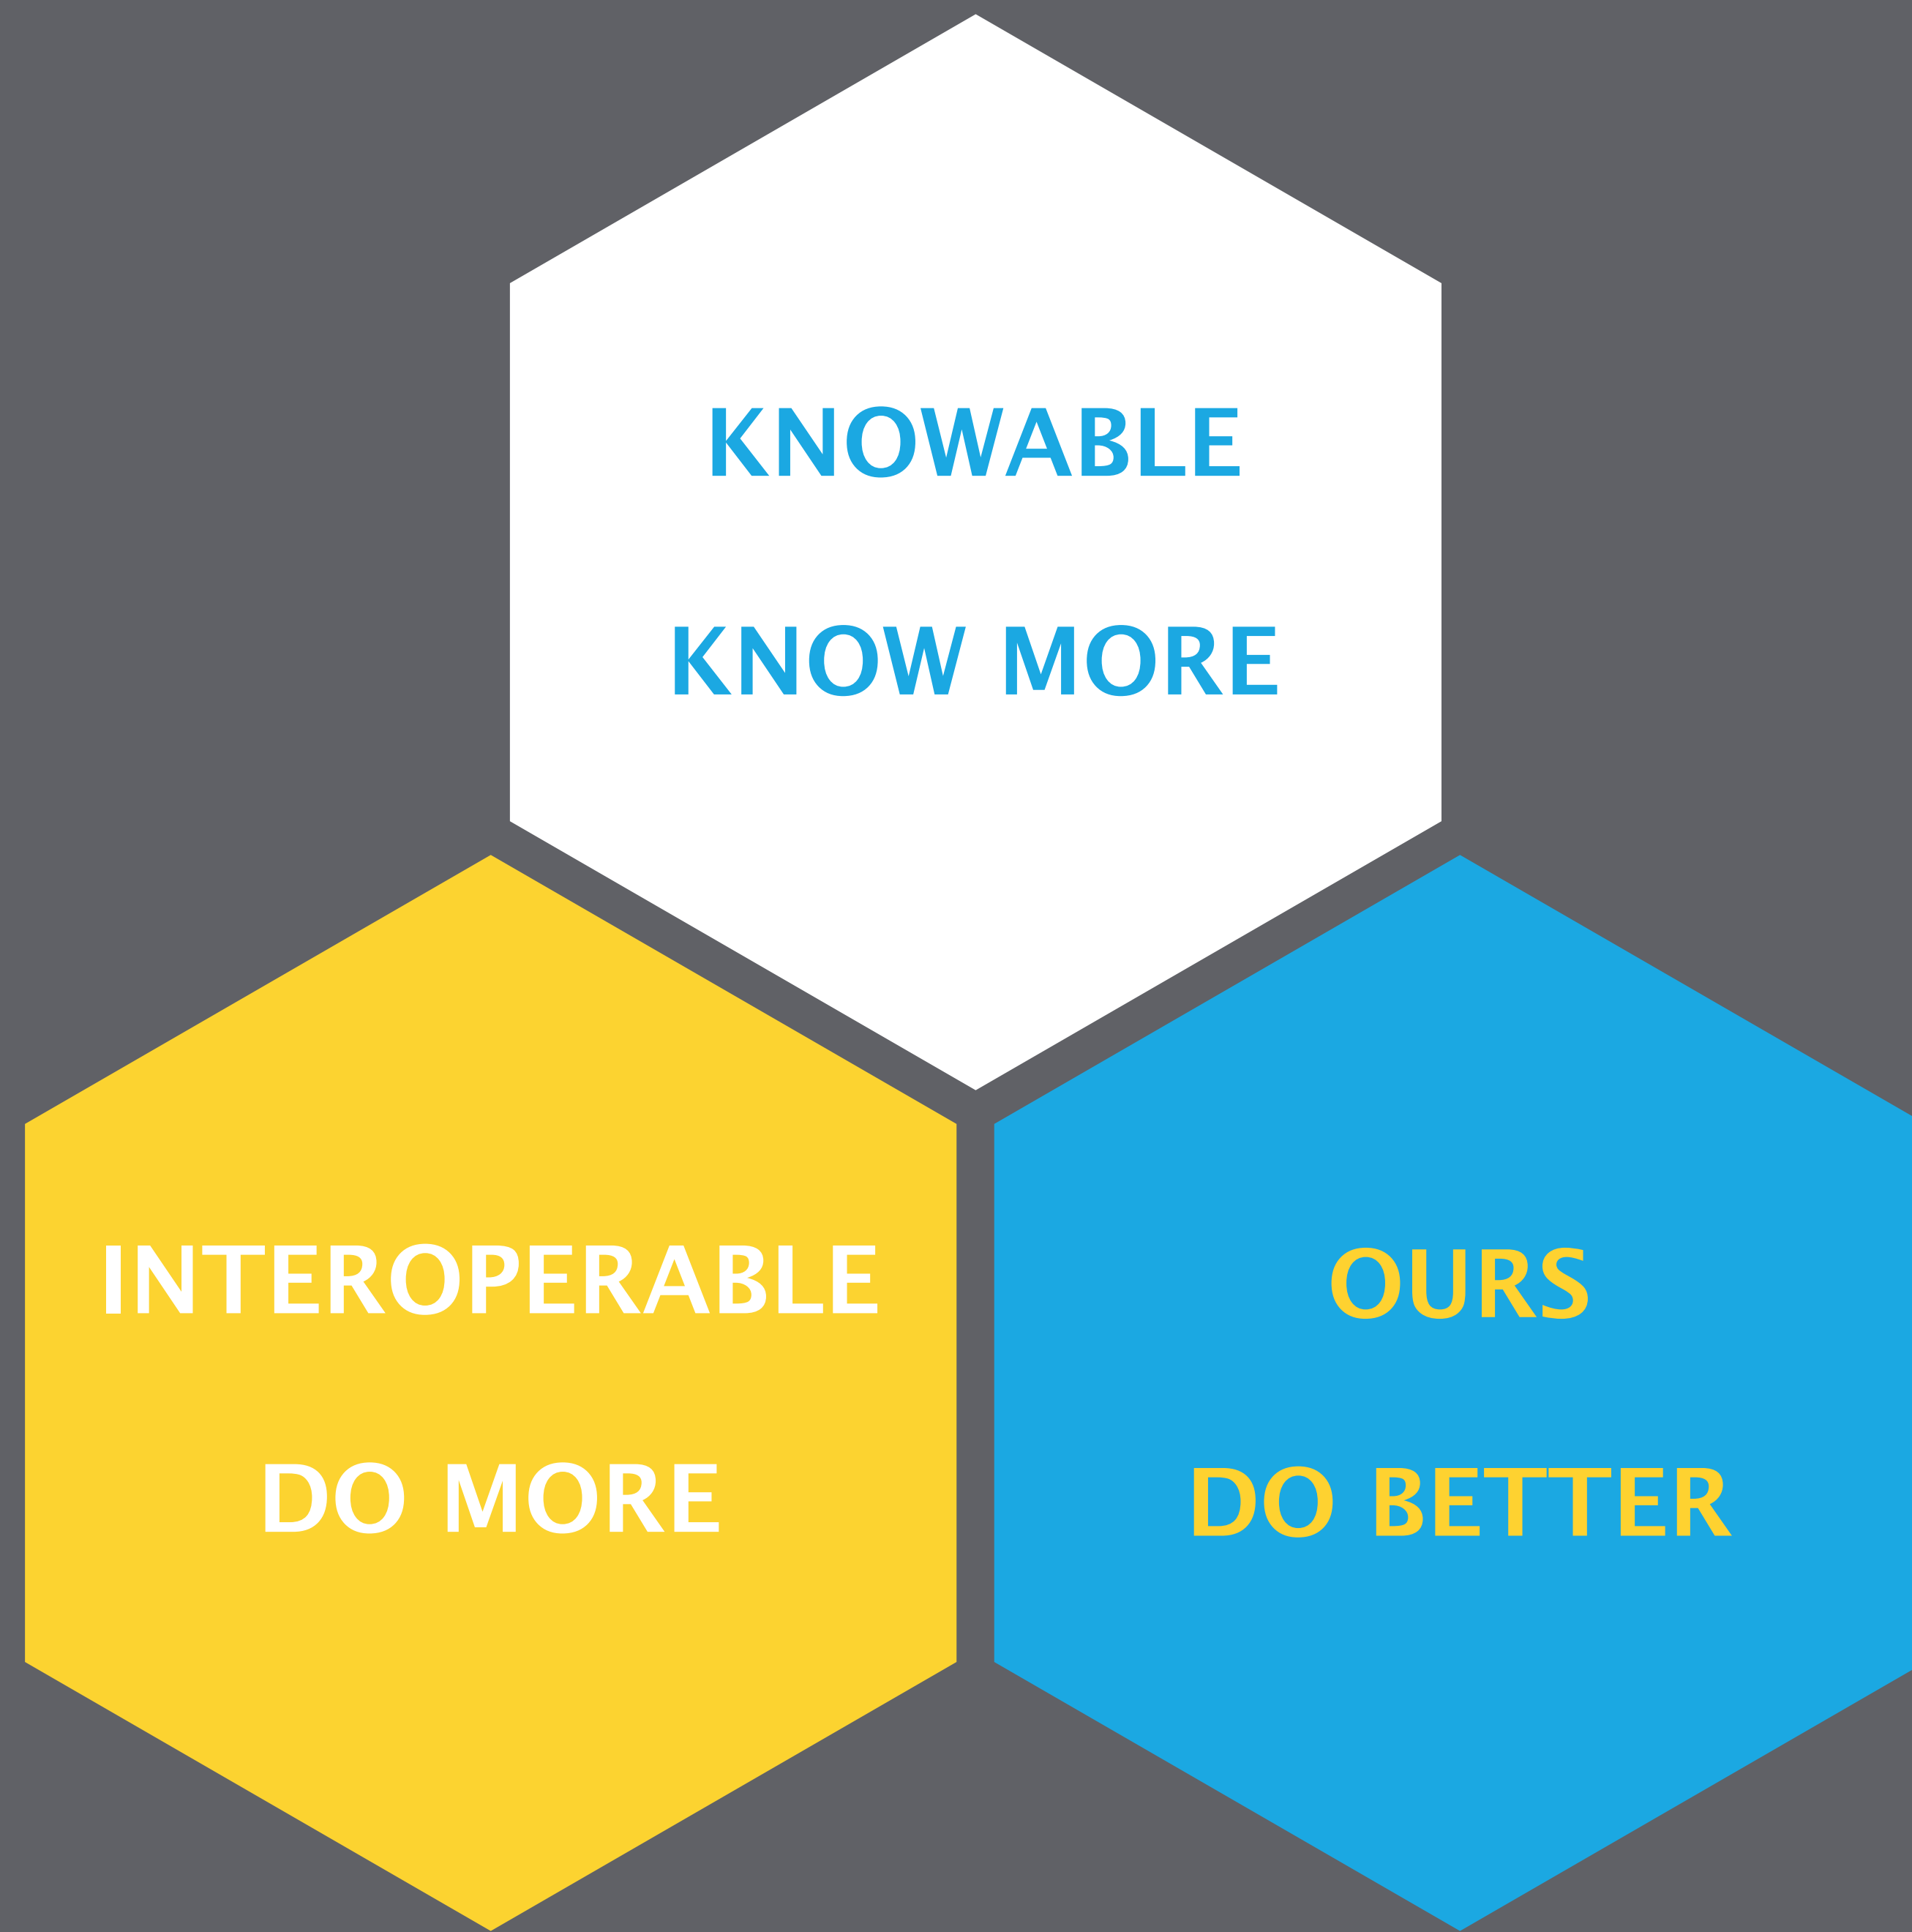 KNOWABLE
KNOW MORE
INTEROPERABLE
DO MORE
OURS
DO BETTER